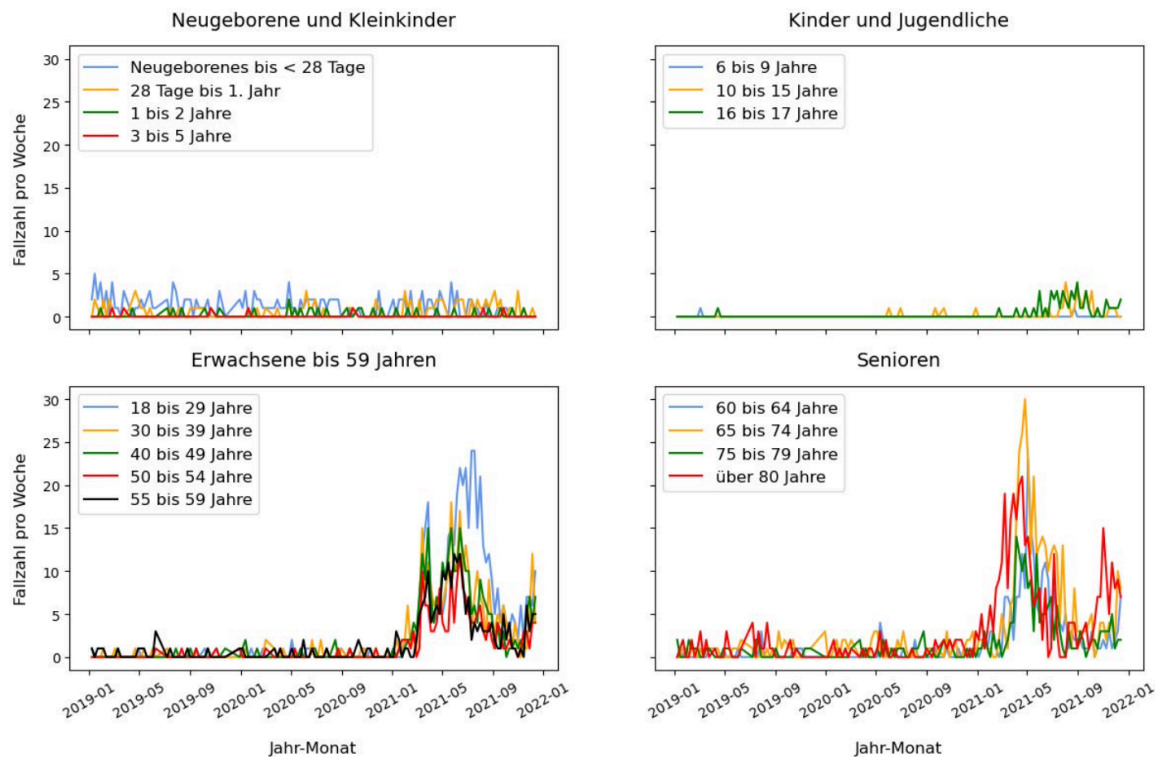 Neugeborene und Kleinkinder
Kinder und Jugendliche
30
25
20
15
10
5
0
Fallzahl pro Woche
Neugeborenes bis < 28 Tage
28 Tage bis 1. Jahr
1 bis 2 Jahre
3 bis 5 Jahre
6 bis 9 Jahre
10 bis 15 Jahre
16 bis 17 Jahre
Erwachsene bis 59 Jahren
Senioren
30
25
20
15
10
5
0
Fallzahl pro Woche
18 bis 29 Jahre
30 bis 39 Jahre
40 bis 49 Jahre
50 bis 54 Jahre
55 bis 59 Jahre
60 bis 64 Jahre
65 bis 74 Jahre
75 bis 79 Jahre
über 80 Jahre
2019-01
2019-05
2019-09
2020-01
2020-05
2020-09
2021-01
2021-05
2021-09
2022-01
2019-01
2019-05
2019-09
2020-01
2020-05
2020-09
2021-01
2021-05
2021-09
2022-01
Jahr-Monat
Jahr-Monat